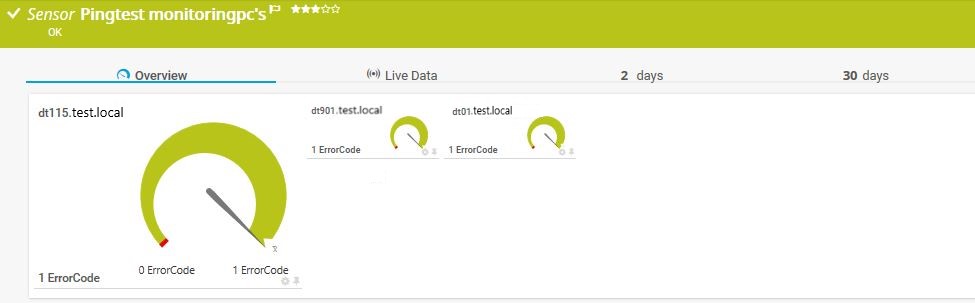 Sensor Pingtest monitoringpc's
OK
Overview
Live Data
2 days
30 days
dt115.test.local
0 ErrorCode
1 ErrorCode
1 ErrorCode
dt901.test.local
1 ErrorCode
dt01.test.local
1 ErrorCode